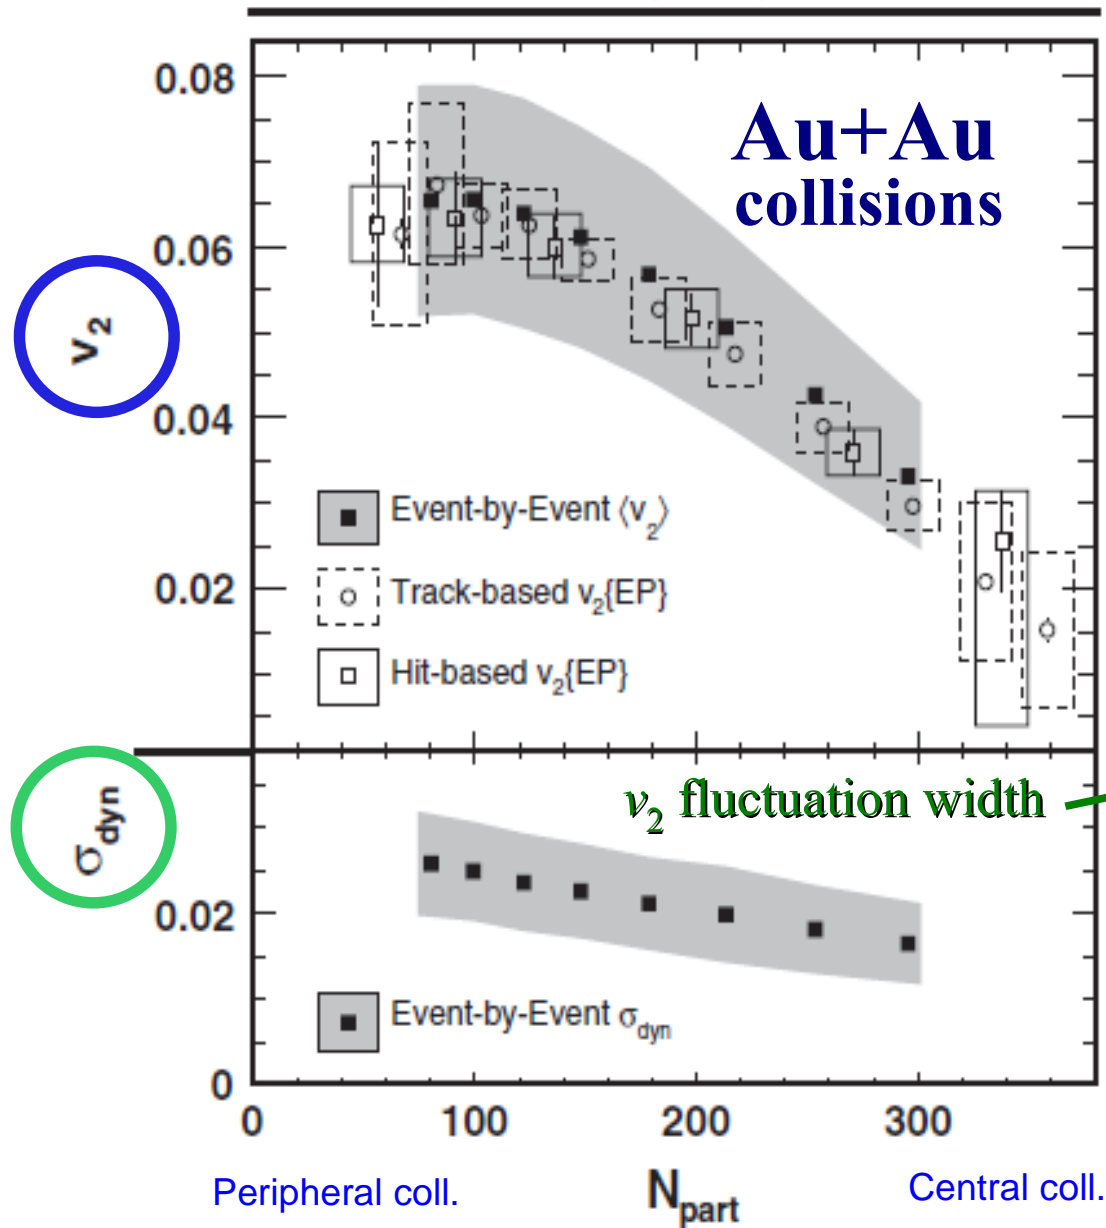 0.08
Au+Au
collisions
0.06
v₂
0.04
Event-by-Event ⟨v₂⟩
0.02
Track-based v₂{EP}
Hit-based v₂{EP}
v₂ fluctuation width
σdyn
0.02
Event-by-Event σdyn
0
0 100 200 300
Peripheral coll. Npart Central coll.